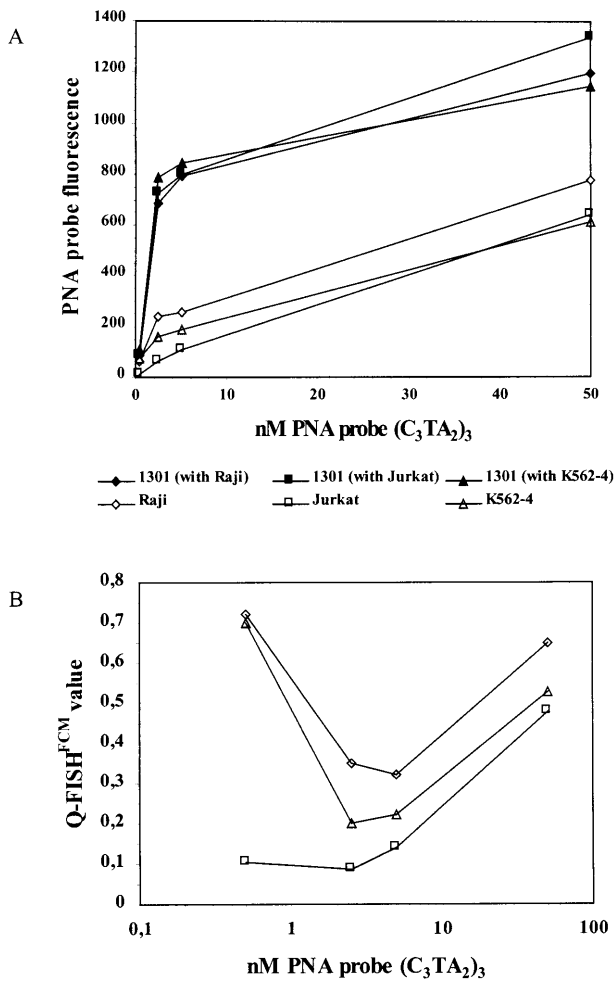 A
1400
1200
1000
800
600
400
200
0
PNA probe fluorescence
0 10 20 30 40 50
nM PNA probe (C₃TA₂)₃
1301 (with Raji) 1301 (with Jurkat) 1301 (with K562-4)
Raji Jurkat K562-4
B
0,8
0,7
0,6
0,5
0,4
0,3
0,2
0,1
0
Q-FISHᶠᶜᴹ value
0,1 1 10 100
nM PNA probe (C₃TA₂)₃